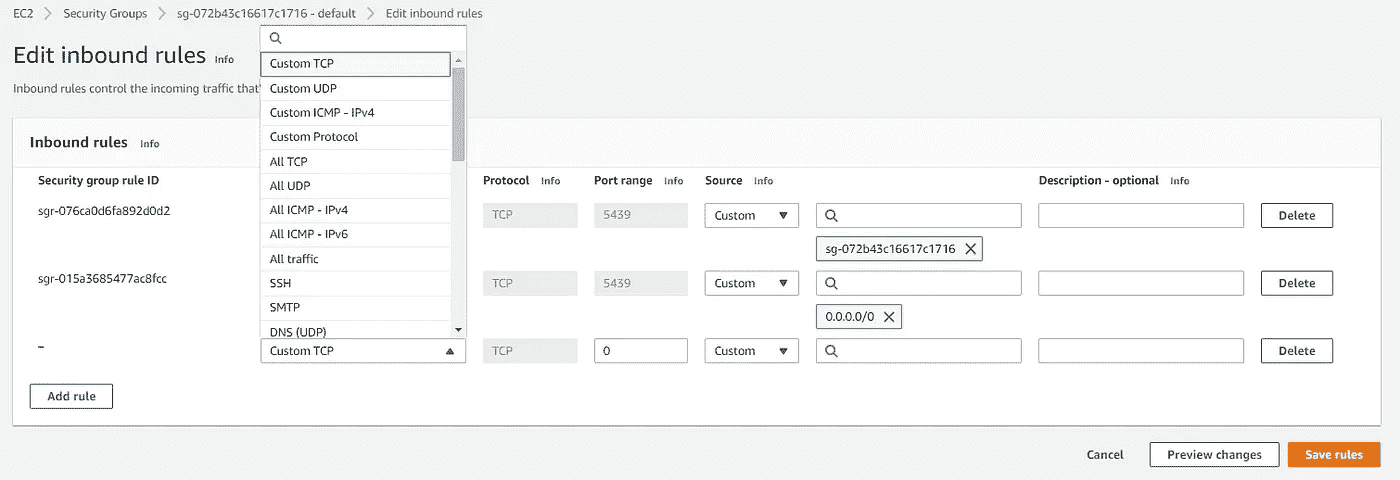 EC2 > Security Groups > sg-072b43c16617c1716 - default > Edit inbound rules
Edit inbound rules Info
Inbound rules control the incoming traffic that'
Custom TCP
Custom UDP
Custom ICMP - IPv4
Custom Protocol
All TCP
All UDP
All ICMP - IPv4
All ICMP - IPv6
All traffic
SSH
SMTP
DNS (UDP)
Inbound rules Info
Security group rule ID Protocol Info Port range Info Source Info Description - optional Info
sgr-076ca0d6fa892d0d2 TCP 5439 Custom Delete
sg-072b43c16617c1716
sgr-015a3685477ac8fcc TCP 5439 Custom Delete
0.0.0.0/0
– Custom TCP TCP 0 Custom Delete
Add rule
Cancel Preview changes Save rules